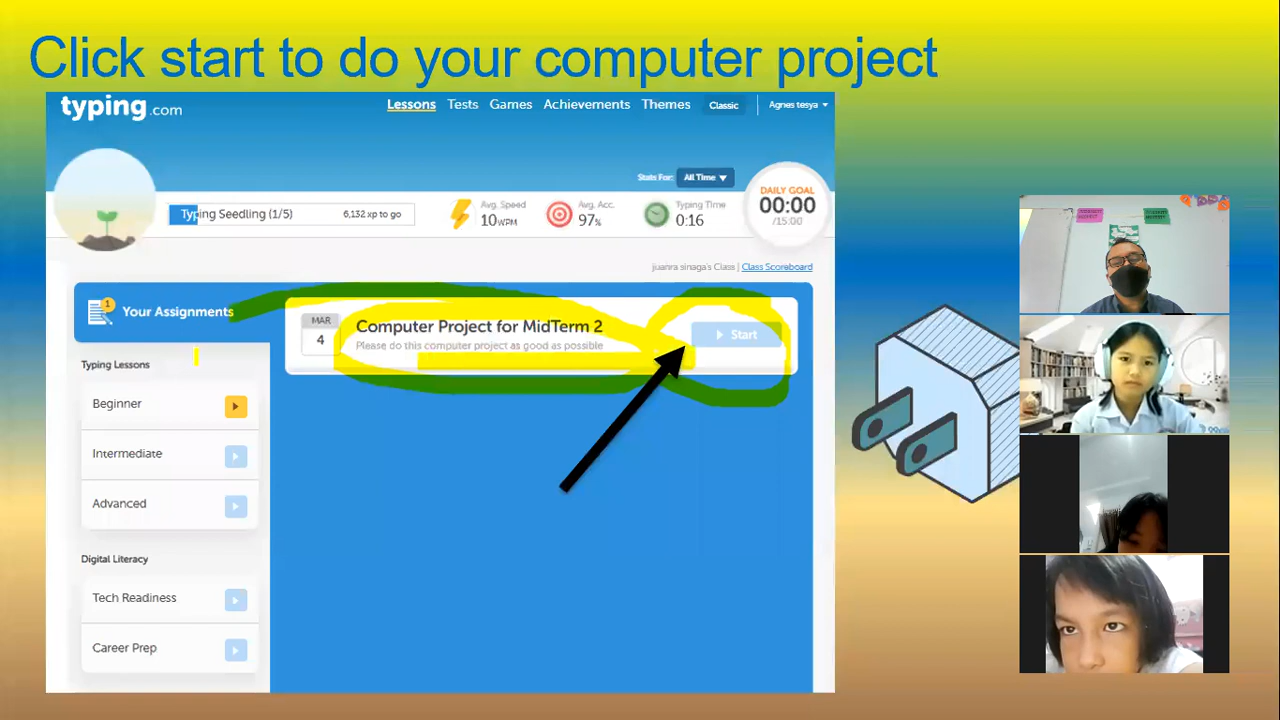 Click start to do your computer project
typing.com
Lessons Tests Games Achievements Themes Classic Agnes tesya
Stats For: All Time
Typing Seedling (1/5) 6,132 xp to go
Avg. Speed
10WPM
Avg. Acc.
97%
Typing Time
0:16
DAILY GOAL
00:00
/15:00
juanra sinaga's Class | Class Scoreboard
1
Your Assignments
MAR
4
Computer Project for MidTerm 2
Please do this computer project as good as possible
Start
Typing Lessons
Beginner
Intermediate
Advanced
Digital Literacy
Tech Readiness
Career Prep